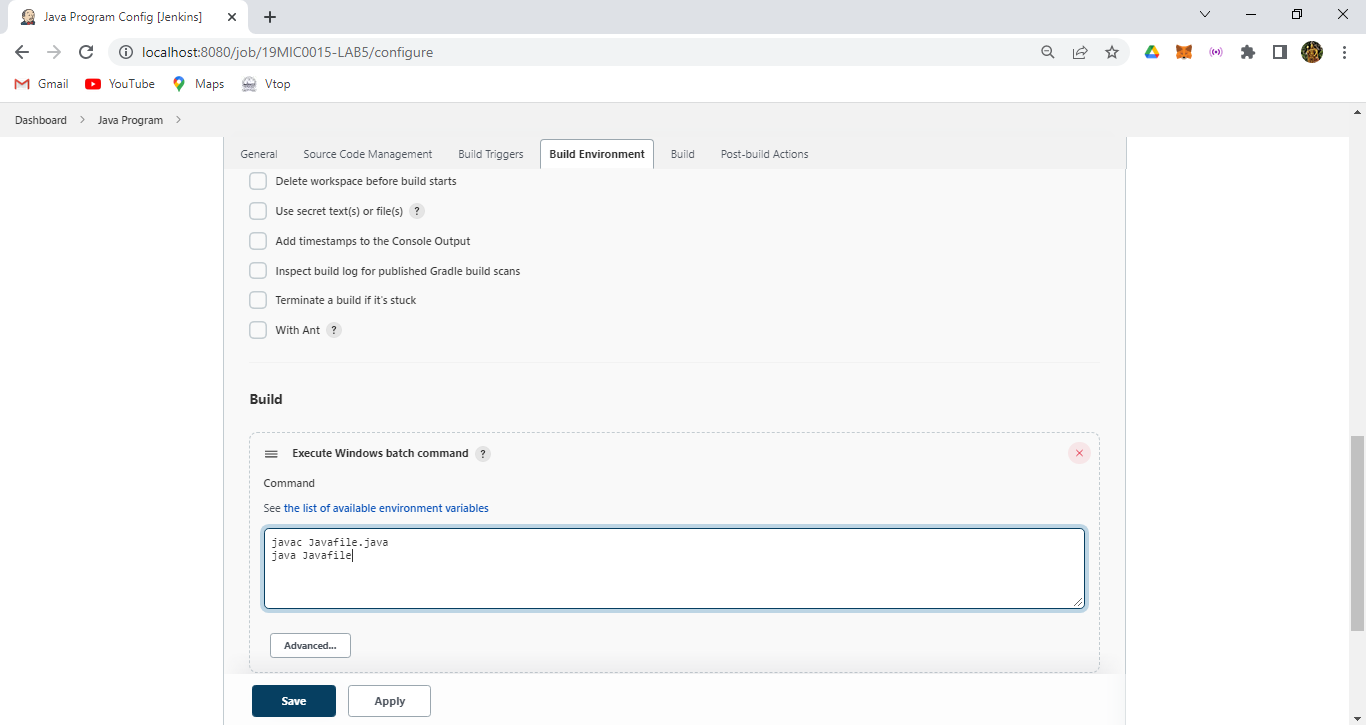 Java Program Config [Jenkins]
localhost:8080/job/19MIC0015-LAB5/configure
Gmail YouTube Maps Vtop
Dashboard Java Program
General Source Code Management Build Triggers Build Environment Build Post-build Actions
Delete workspace before build starts
Use secret text(s) or file(s) ?
Add timestamps to the Console Output
Inspect build log for published Gradle build scans
Terminate a build if it's stuck
With Ant ?
Build
Execute Windows batch command ?
Command
See the list of available environment variables
javac Javafile.java
java Javafile
Advanced...
Save Apply